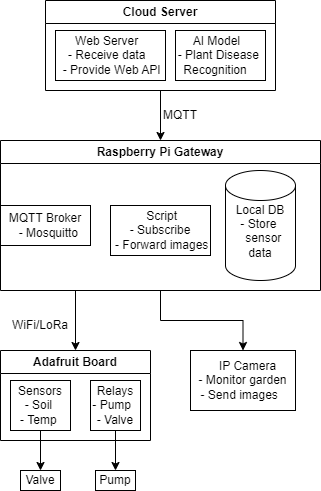 Cloud Server
Web Server
- Receive data
- Provide Web API
AI Model
- Plant Disease
Recognition
MQTT
Raspberry Pi Gateway
MQTT Broker
- Mosquitto
Script
- Subscribe
- Forward images
Local DB
- Store
sensor
data
WiFi/LoRa
Adafruit Board
Sensors
- Soil
- Temp
Relays
- Pump
- Valve
IP Camera
- Monitor garden
- Send images
Valve
Pump